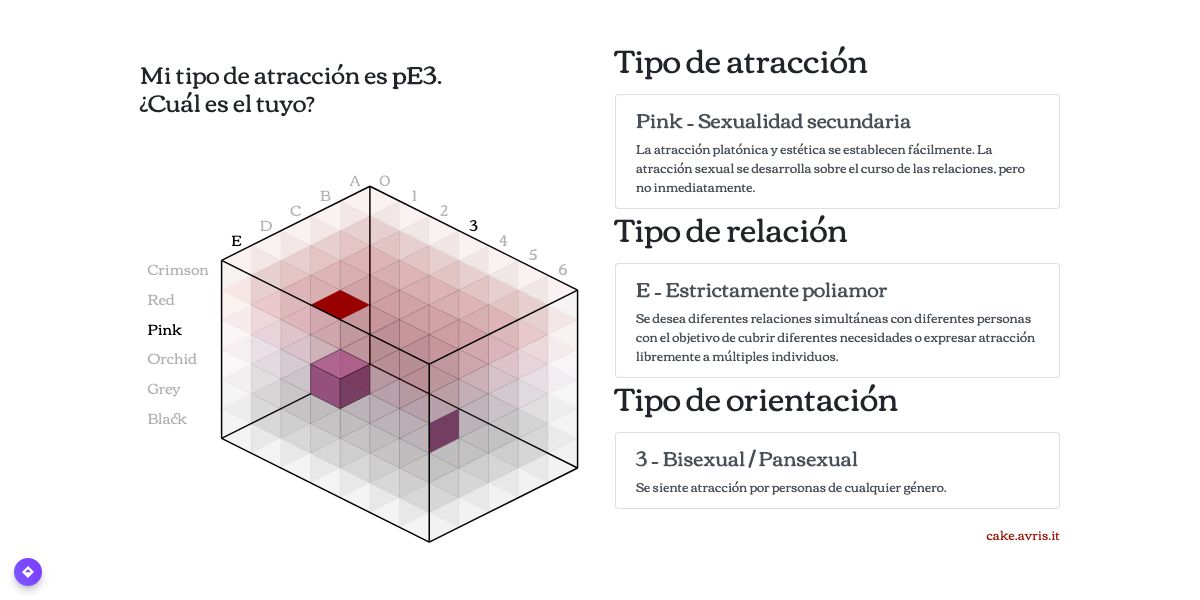 Mi tipo de atracción es pE3.
¿Cuál es el tuyo?
A
B
C
D
E
0
1
2
3
4
5
6
Crimson
Red
Pink
Orchid
Grey
Black
Tipo de atracción
Pink - Sexualidad secundaria
La atracción platónica y estética se establecen fácilmente. La
atracción sexual se desarrolla sobre el curso de las relaciones, pero
no inmediatamente.
Tipo de relación
E - Estrictamente poliamor
Se desea diferentes relaciones simultáneas con diferentes personas
con el objetivo de cubrir diferentes necesidades o expresar atracción
libremente a múltiples individuos.
Tipo de orientación
3 - Bisexual / Pansexual
Se siente atracción por personas de cualquier género.
cake.avris.it